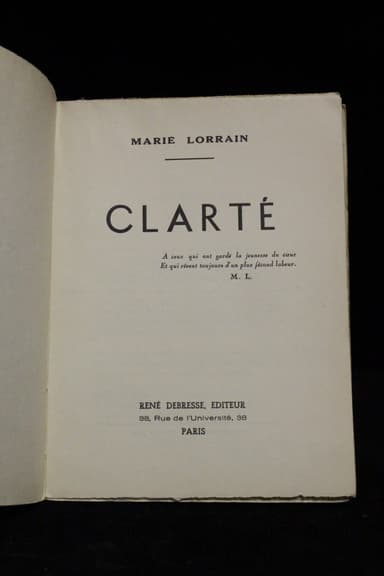 MARIE LORRAIN
CLARTÉ
A ceux qui ont gardé la jeunesse du cœur
Et qui rêvent toujours d'un plus fécond labeur.
M. L.
RENÉ DEBRESSE, EDITEUR
38, Rue de l'Université, 38
PARIS